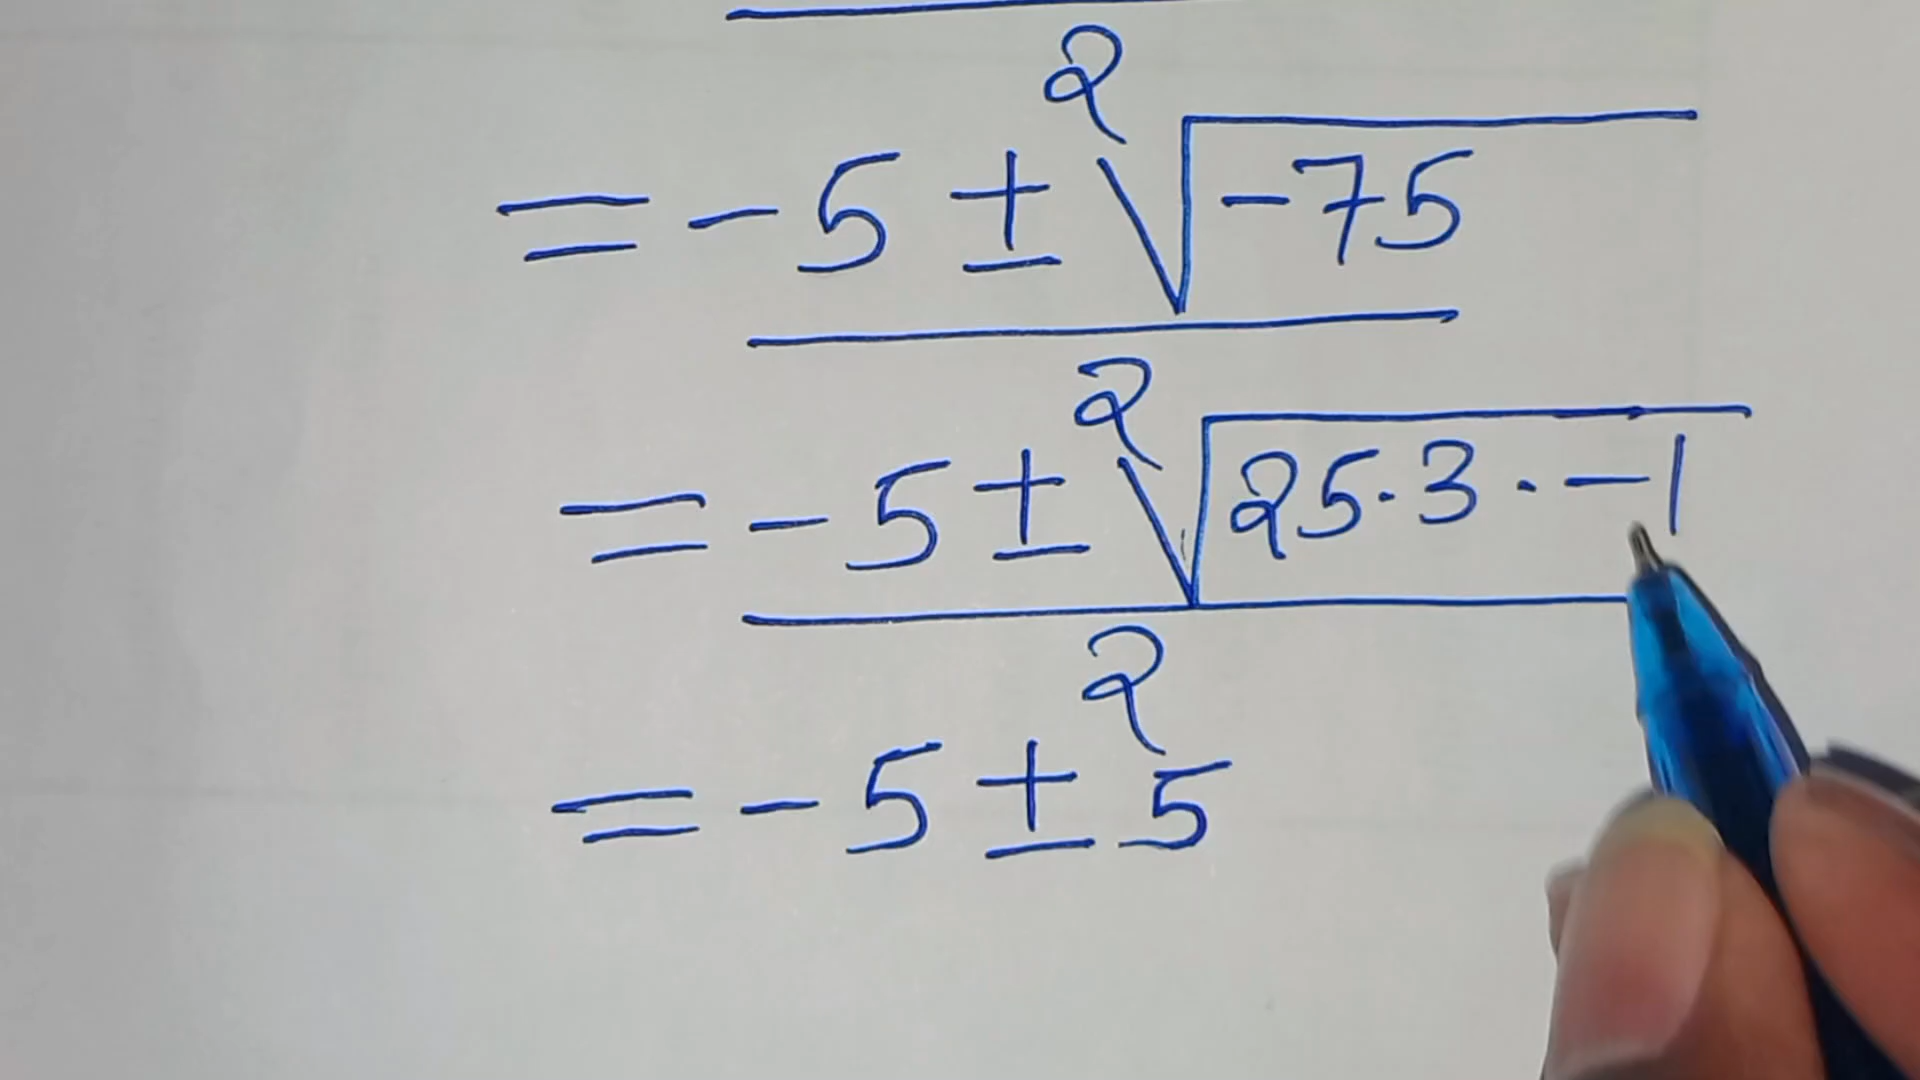 2
= -5 ± √-75
2
= -5 ± √25·3·-1
2
= -5 ± 5